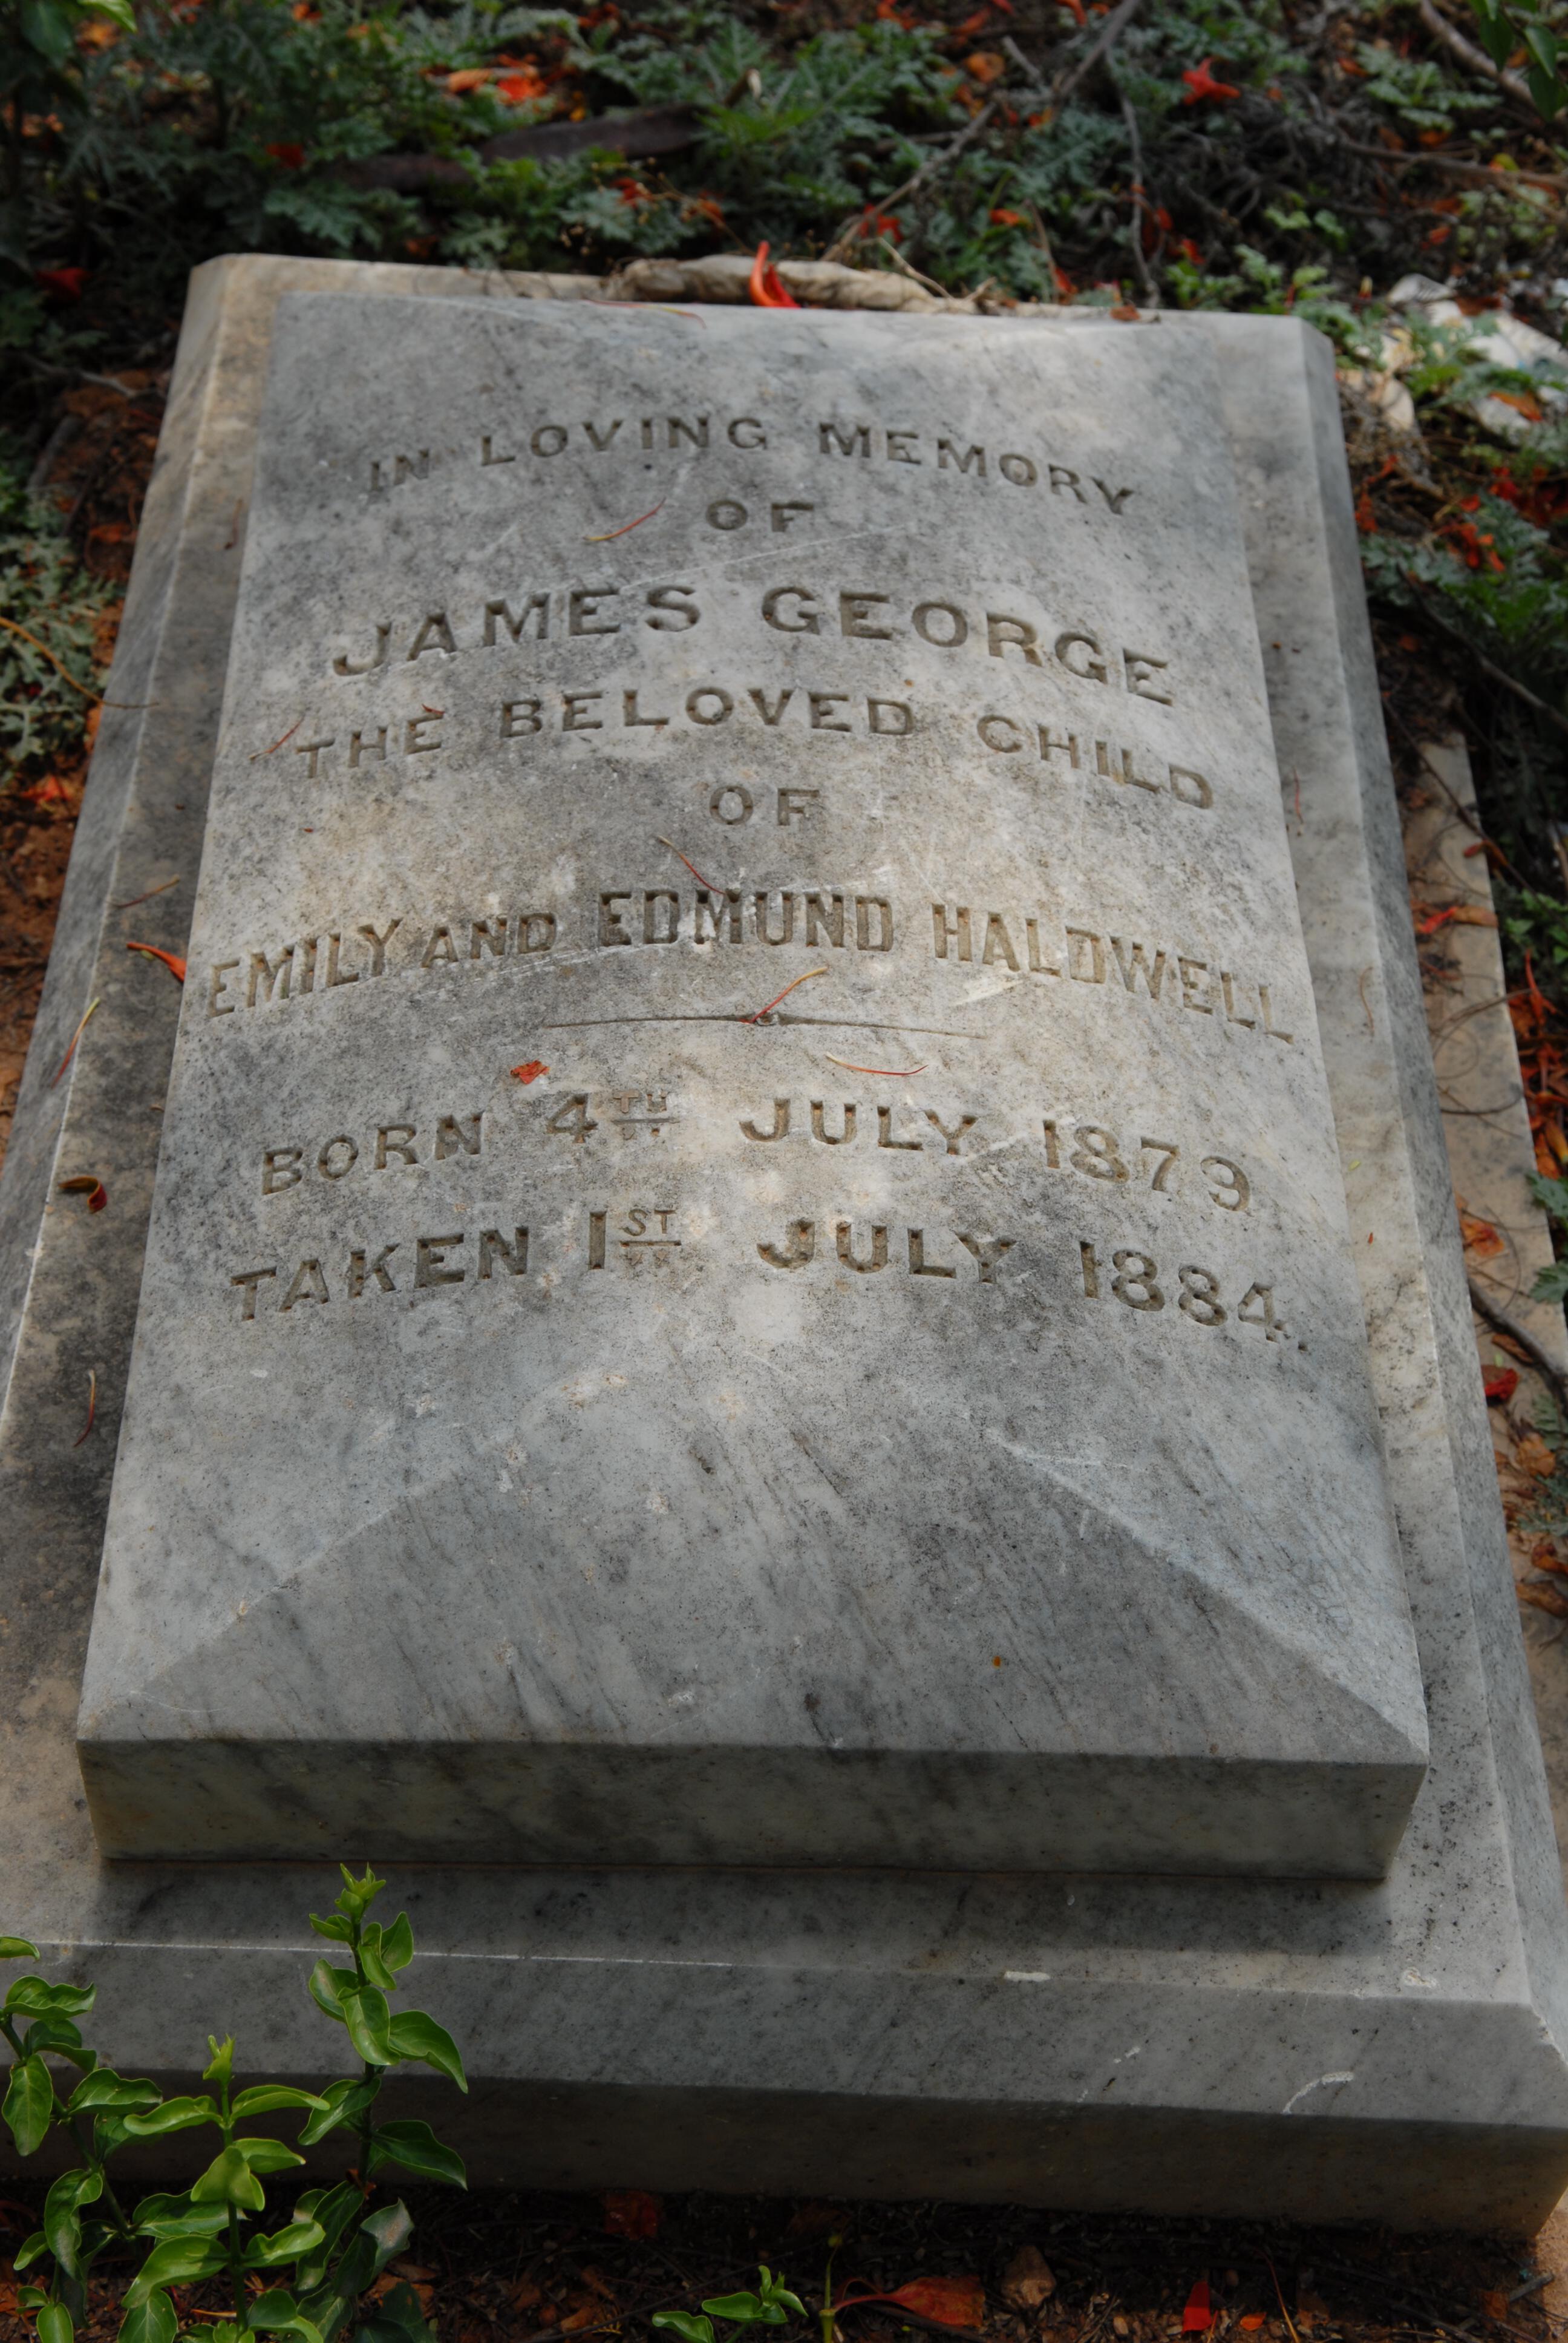 IN LOVING MEMORY
OF
JAMES GEORGE
THE BELOVED CHILD
OF
EMILY AND EDMUND HALDWELL
BORN 4TH JULY 1879
TAKEN 1ST JULY 1884.